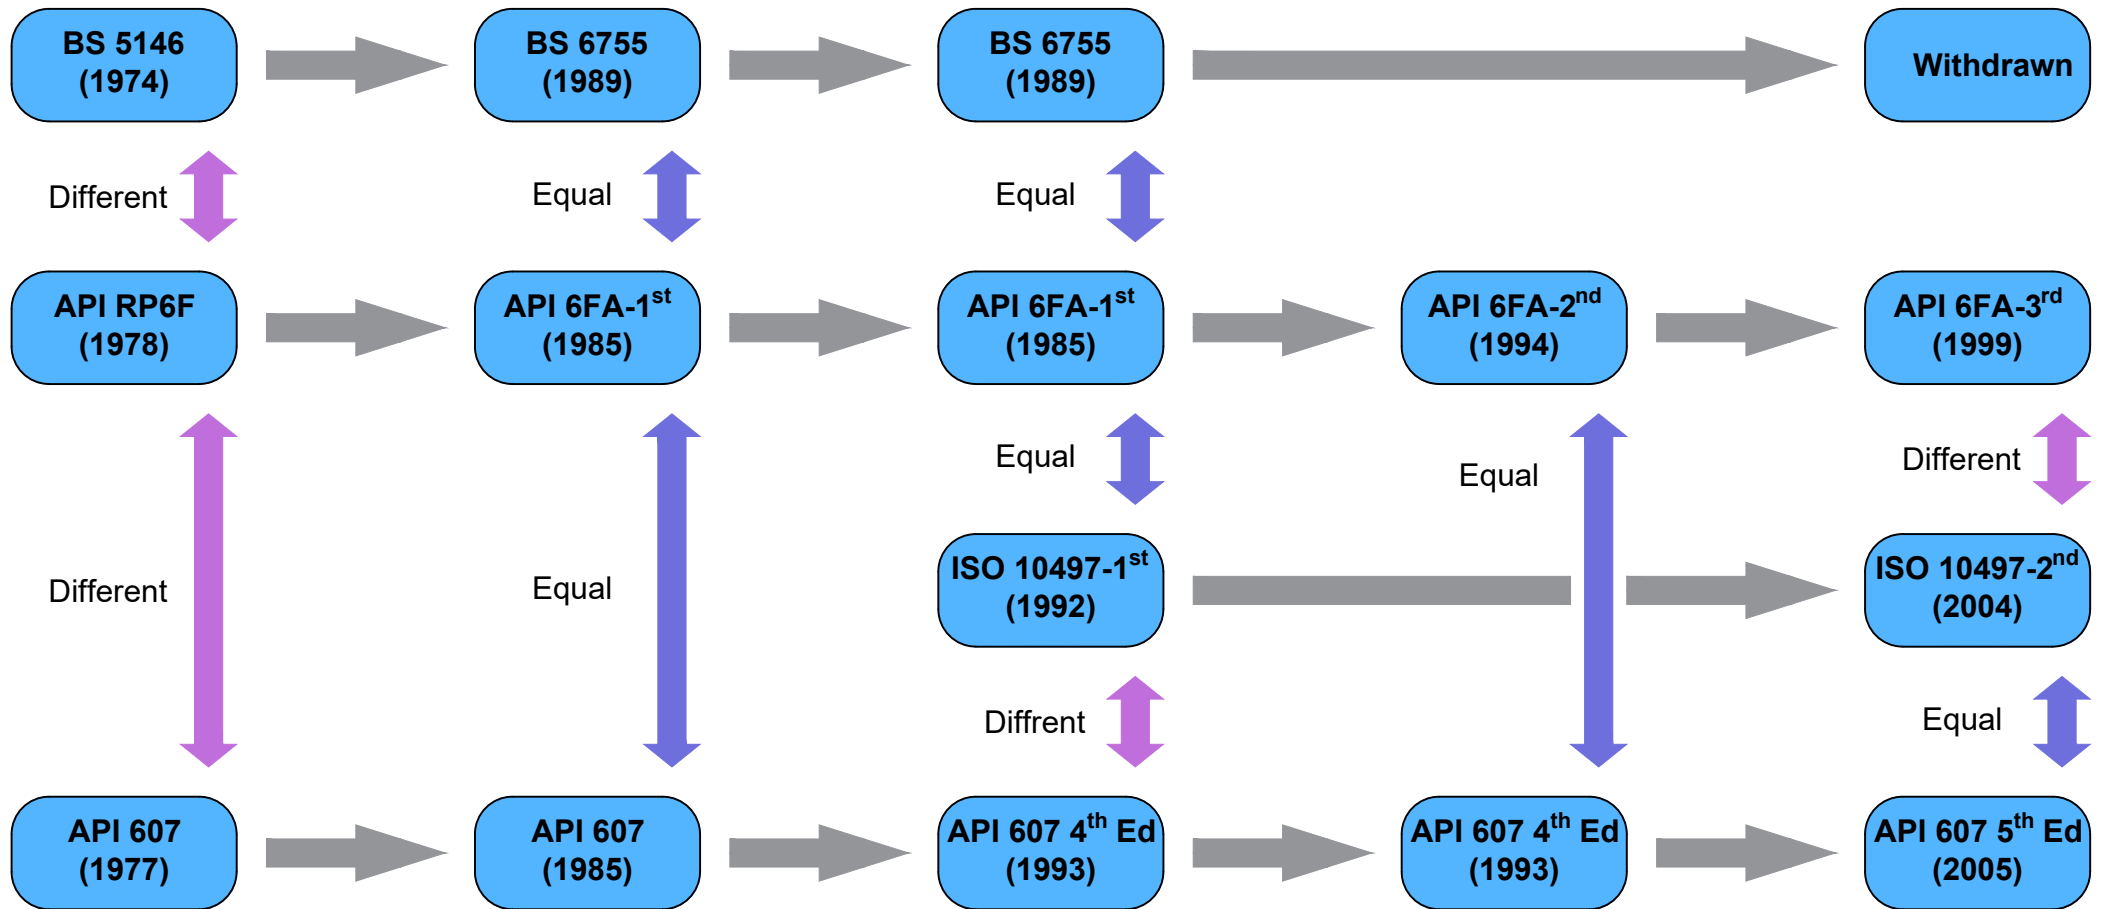 BS 5146
(1974)
BS 6755
(1989)
BS 6755
(1989)
Withdrawn
Different
Equal
Equal
API RP6F
(1978)
API 6FA-1st
(1985)
API 6FA-1st
(1985)
API 6FA-2nd
(1994)
API 6FA-3rd
(1999)
Equal
Equal
Different
Different
Equal
ISO 10497-1st
(1992)
ISO 10497-2nd
(2004)
Diffrent
Equal
API 607
(1977)
API 607
(1985)
API 607 4th Ed
(1993)
API 607 4th Ed
(1993)
API 607 5th Ed
(2005)